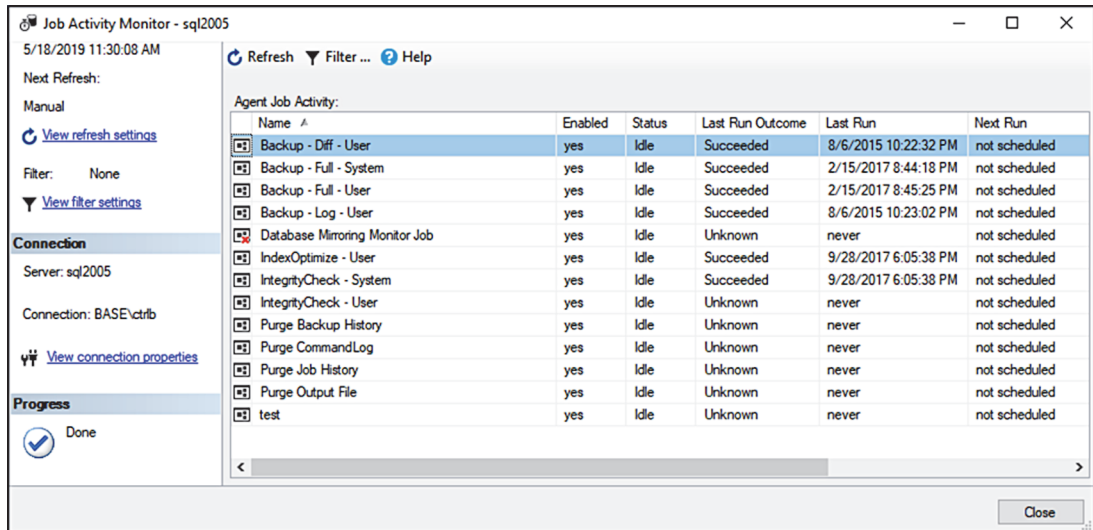 Job Activity Monitor - sql2005
5/18/2019 11:30:08 AM
Next Refresh:
Manual
View refresh settings
Filter: None
View filter settings
Connection
Server: sql2005
Connection: BASE\ctrlb
View connection properties
Progress
Done
Refresh Filter ... Help
Agent Job Activity:
Name Enabled Status Last Run Outcome Last Run Next Run
Backup - Diff - User yes Idle Succeeded 8/6/2015 10:22:32 PM not scheduled
Backup - Full - System yes Idle Succeeded 2/15/2017 8:44:18 PM not scheduled
Backup - Full - User yes Idle Succeeded 2/15/2017 8:45:25 PM not scheduled
Backup - Log - User yes Idle Succeeded 8/6/2015 10:23:02 PM not scheduled
Database Mirroring Monitor Job yes Idle Unknown never not scheduled
IndexOptimize - User yes Idle Succeeded 9/28/2017 6:05:38 PM not scheduled
IntegrityCheck - System yes Idle Succeeded 9/28/2017 6:05:38 PM not scheduled
IntegrityCheck - User yes Idle Unknown never not scheduled
Purge Backup History yes Idle Unknown never not scheduled
Purge CommandLog yes Idle Unknown never not scheduled
Purge Job History yes Idle Unknown never not scheduled
Purge Output File yes Idle Unknown never not scheduled
test yes Idle Unknown never not scheduled
Close